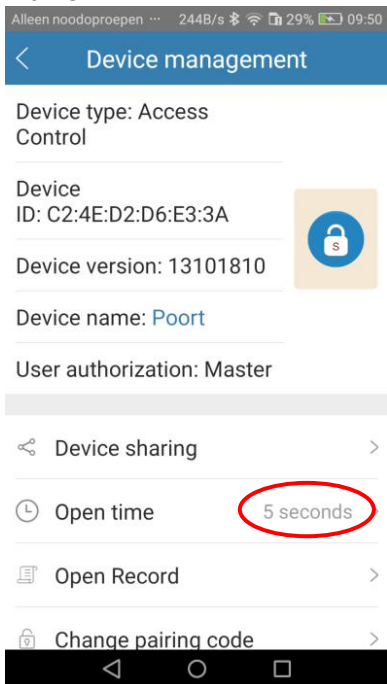 Alleen noodoproepen ... 244B/s 29% 09:50
Device management
Device type: Access
Control
Device
ID: C2:4E:D2:D6:E3:3A
Device version: 13101810
Device name: Poort
User authorization: Master
Device sharing
Open time 5 seconds
Open Record
Change pairing code